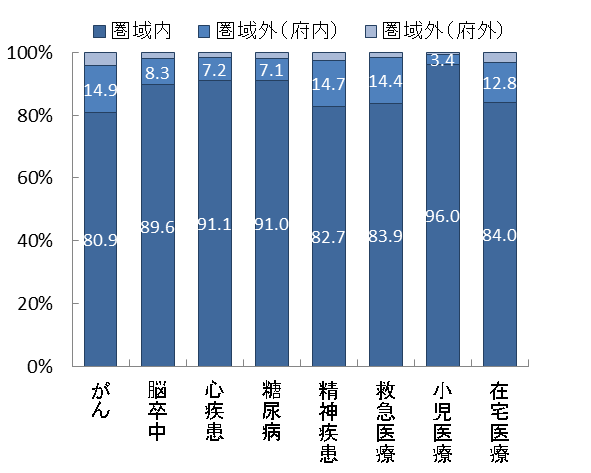 圏域内 圏域外（府内） 圏域外（府外）
100%
80%
60%
40%
20%
0%
14.9 8.3 7.2 7.1 14.7 14.4 3.4 12.8
80.9 89.6 91.1 91.0 82.7 83.9 96.0 84.0
がん
脳卒中
心疾患
糖尿病
精神疾患
救急医療
小児医療
在宅医療